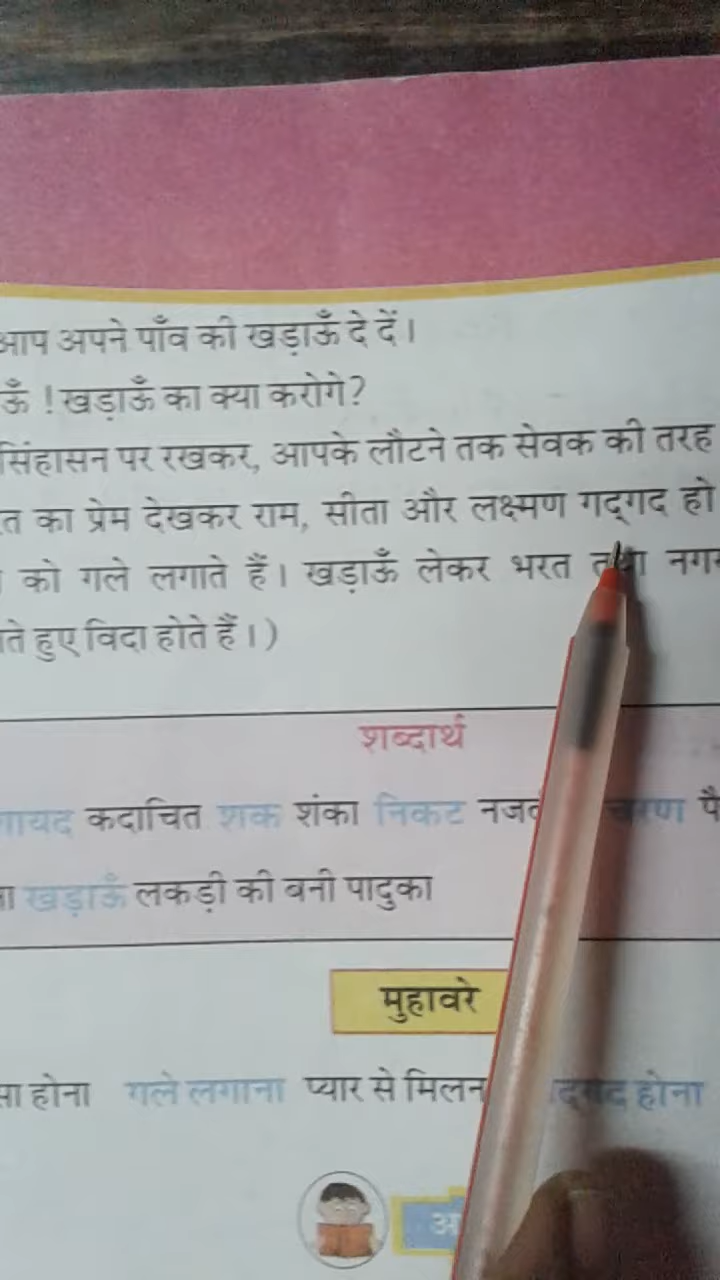 आप अपने पाँव की खड़ाऊँ दे दें।
ऊँ ! खड़ाऊँ का क्या करोगे?
सिंहासन पर रखकर, आपके लौटने तक सेवक की तरह
का प्रेम देखकर राम, सीता और लक्ष्मण गद्गद हो
को गले लगाते हैं। खड़ाऊँ लेकर भरत
हुए विदा होते हैं।)
शब्दार्थ
कदाचित शक शंका निकट
खड़ाऊँ लकड़ी की बनी पादुका
मुहावरे
सा होना गले लगाना प्यार से होना